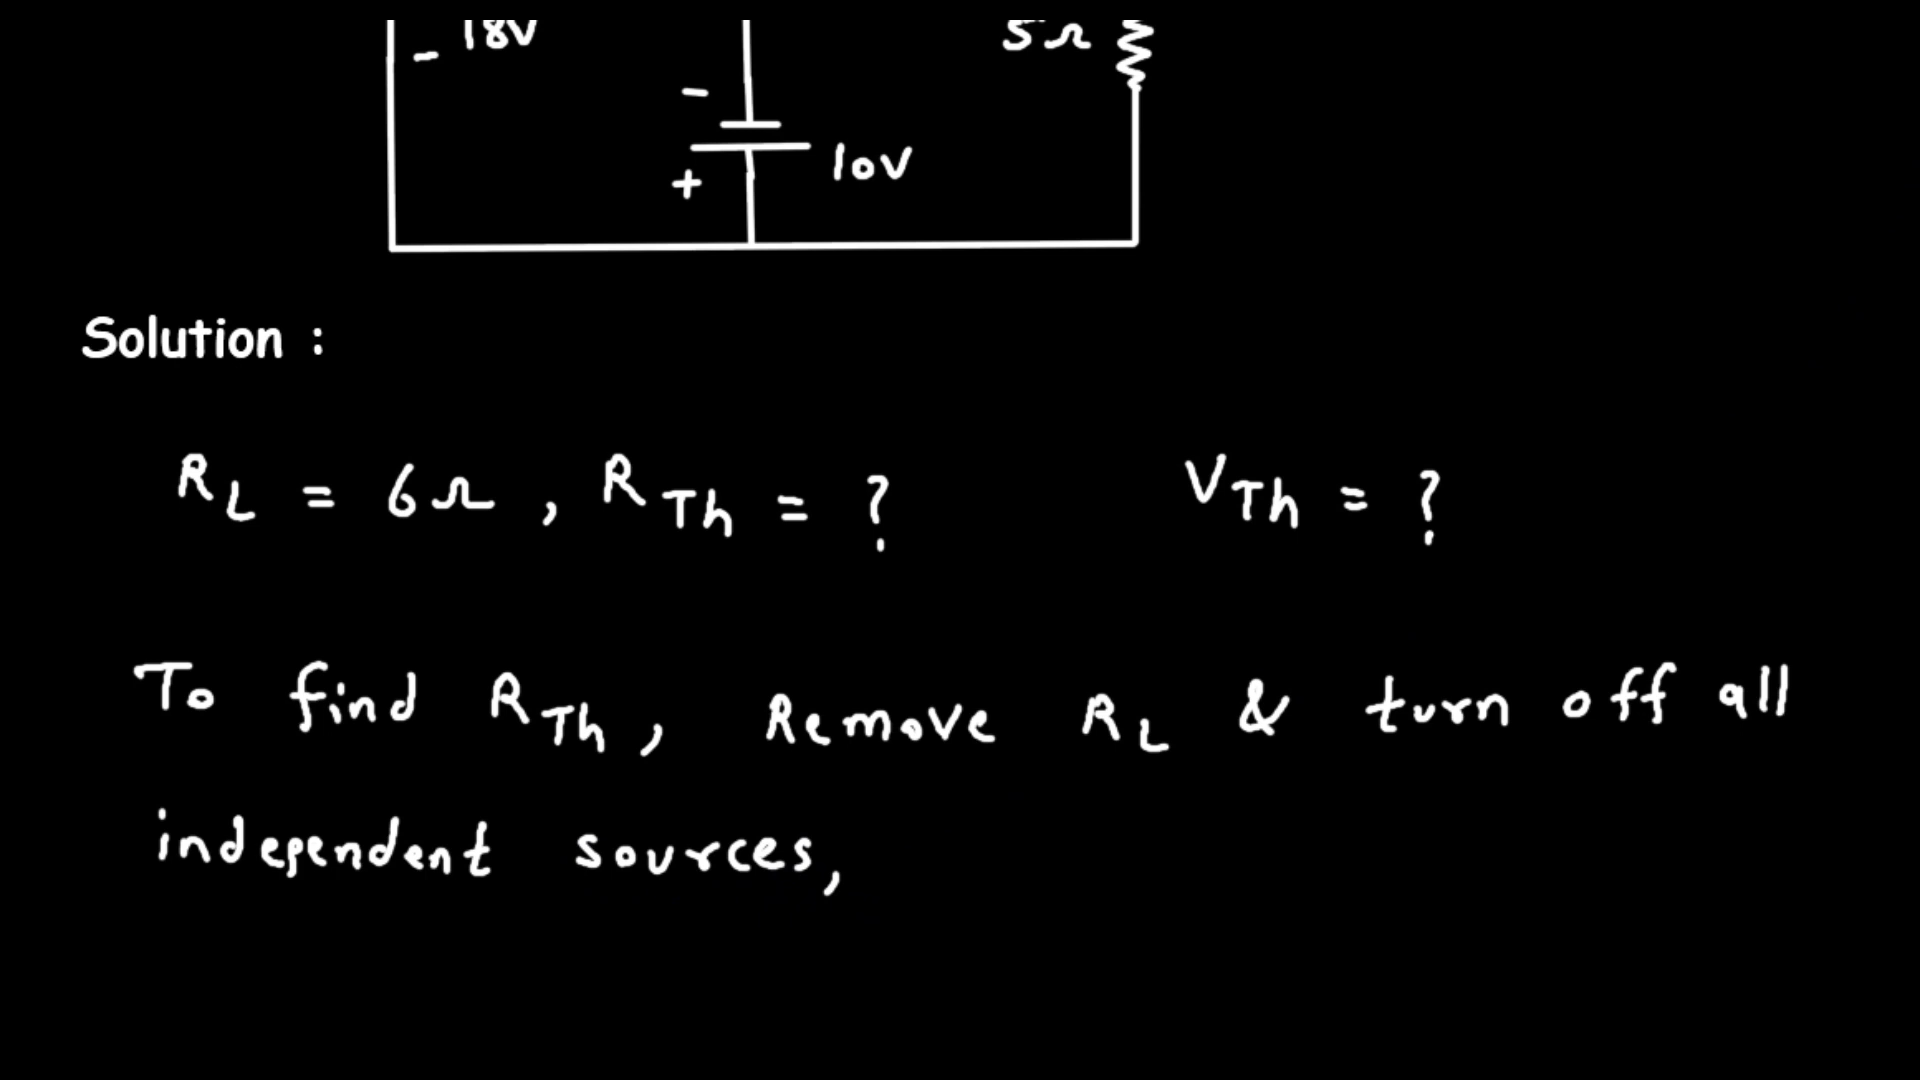 - 18V 5Ω
-
+ 10V
Solution :
RL = 6Ω, RTh = ? VTh = ?
To find RTh, Remove RL & turn off all
independent sources,